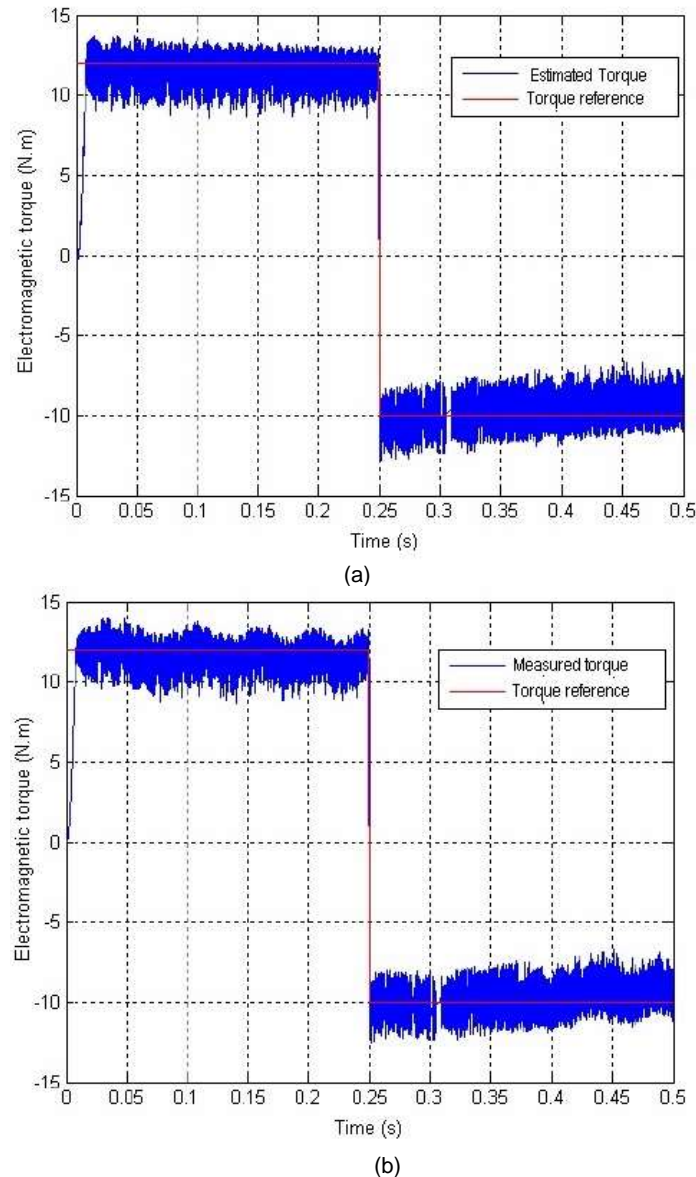 15
10
5
0
-5
-10
-15
Electromagnetic torque (N.m)
Estimated Torque
Torque reference
0 0.05 0.1 0.15 0.2 0.25 0.3 0.35 0.4 0.45 0.5
Time (s)
(a)
15
10
5
0
-5
-10
-15
Electromagnetic torque (N.m)
Measured torque
Torque reference
0 0.05 0.1 0.15 0.2 0.25 0.3 0.35 0.4 0.45 0.5
Time (s)
(b)